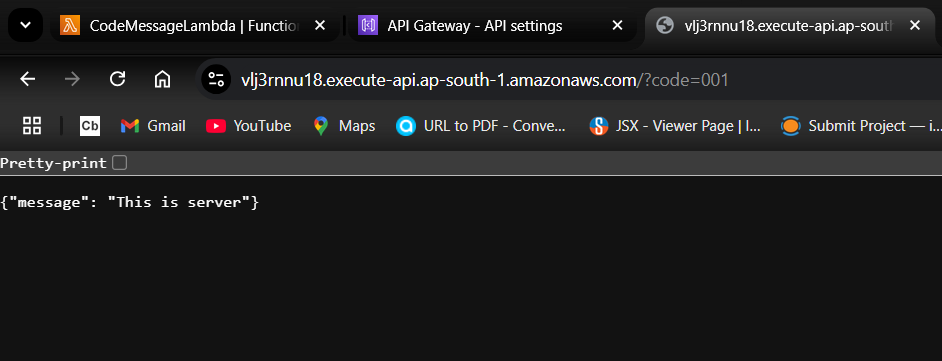 CodeMessageLambda | Functio
API Gateway - API settings
vlj3rnnu18.execute-api.ap-sout
vlj3rnnu18.execute-api.ap-south-1.amazonaws.com/?code=001
Cb Gmail YouTube Maps URL to PDF - Conve... JSX - Viewer Page | I... Submit Project — i...
Pretty-print
{"message": "This is server"}